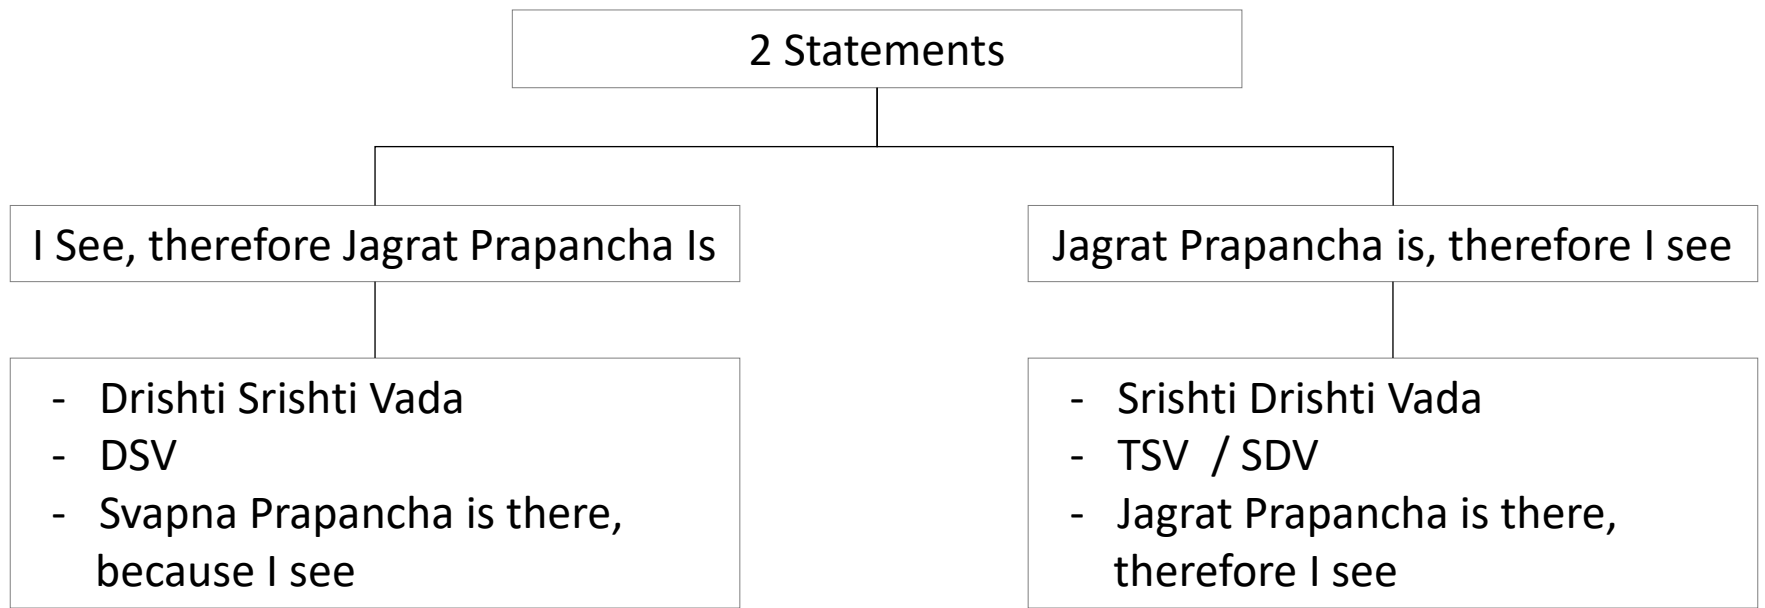 2 Statements
I See, therefore Jagrat Prapancha Is
Jagrat Prapancha is, therefore I see
- Drishti Srishti Vada
- DSV
- Svapna Prapancha is there,
because I see
- Srishti Drishti Vada
- TSV / SDV
- Jagrat Prapancha is there,
therefore I see